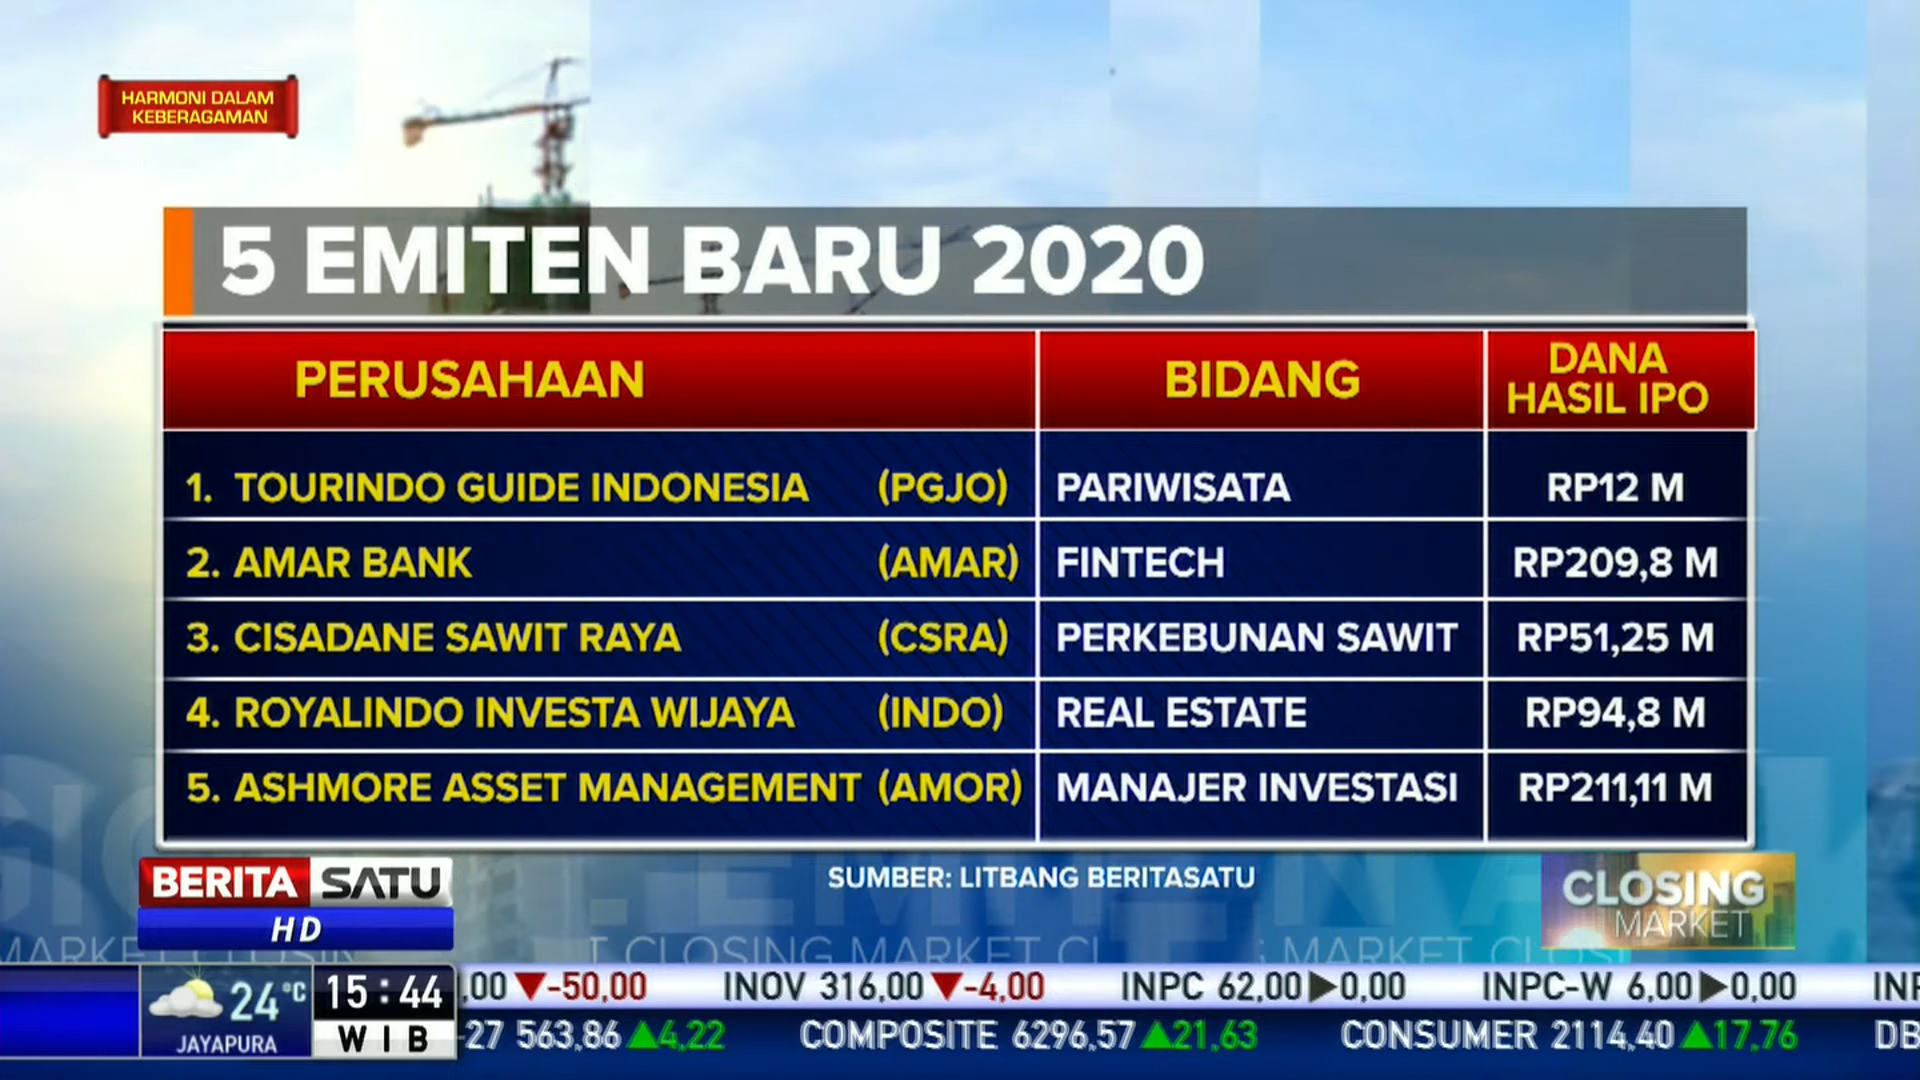 HARMONI DALAM
KEBERAGAMAN
5 EMITEN BARU 2020
PERUSAHAAN BIDANG DANA HASIL IPO
1. TOURINDO GUIDE INDONESIA (PGJO) PARIWISATA RP12 M
2. AMAR BANK (AMAR) FINTECH RP209,8 M
3. CISADANE SAWIT RAYA (CSRA) PERKEBUNAN SAWIT RP51,25 M
4. ROYALINDO INVESTA WIJAYA (INDO) REAL ESTATE RP94,8 M
5. ASHMORE ASSET MANAGEMENT (AMOR) MANAJER INVESTASI RP211,11 M
BERITA SATU
HD
SUMBER: LITBANG BERITASATU
CLOSING
MARKET
CLOSING MARKET
MARKET
24°C
JAYAPURA
15:44
WIB
,00 ▼-50,00 INOV 316,00 ▼-4,00 INPC 62,00 ▶0,00 INPC-W 6,00 ▶0,00
-27 563,86 ▲4,22 COMPOSITE 6296,57 ▲21,63 CONSUMER 2114,40 ▲17,76 DB